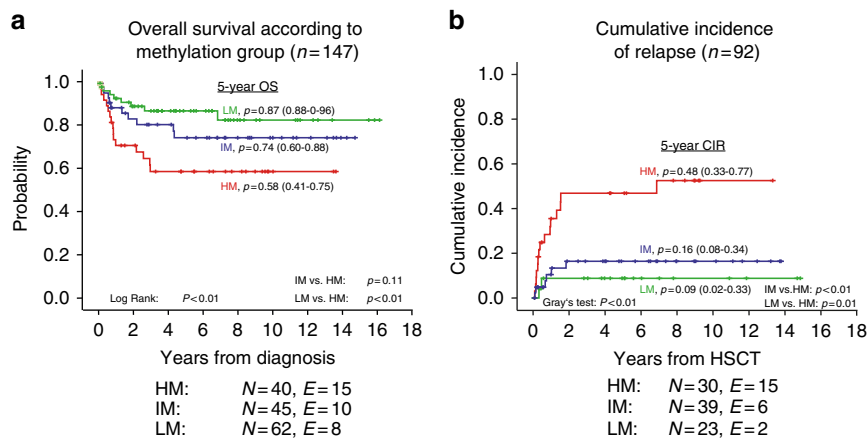 a
Overall survival according to
methylation group (n=147)
1.0
0.8
0.6
0.4
0.2
0.0
Probability
5-year OS
LM, p=0.87 (0.88-0-96)
IM, p=0.74 (0.60-0.88)
HM, p=0.58 (0.41-0.75)
IM vs. HM: p=0.11
Log Rank: P<0.01
LM vs. HM: p<0.01
0 2 4 6 8 10 12 14 16 18
Years from diagnosis
HM: N=40, E=15
IM: N=45, E=10
LM: N=62, E=8
b
Cumulative incidence
of relapse (n=92)
1.0
0.8
0.6
0.4
0.2
0.0
Cumulative incidence
5-year CIR
HM, p=0.48 (0.33-0.77)
IM, p=0.16 (0.08-0.34)
LM, p=0.09 (0.02-0.33)
IM vs.HM: p<0.01
Gray's test: P<0.01
LM vs. HM: p=0.01
0 2 4 6 8 10 12 14 16 18
Years from HSCT
HM: N=30, E=15
IM: N=39, E=6
LM: N=23, E=2